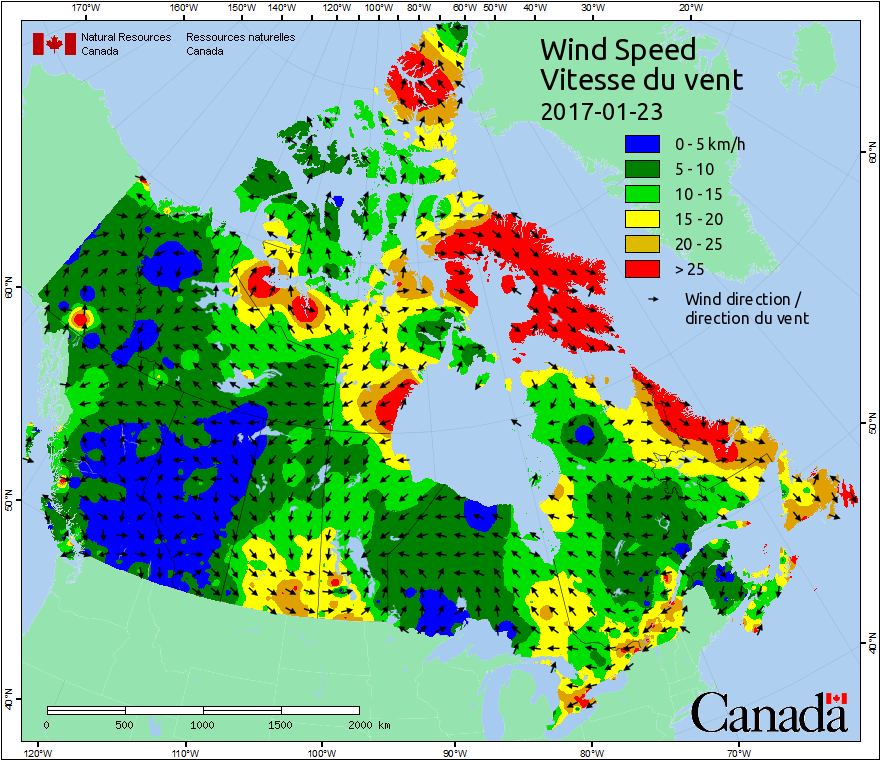 170°W 160°W 150°W 140°W 130°W 120°W 110°W 100°W 90°W 80°W 70°W 60°W 50°W 40°W 30°W 20°W
Natural Resources Ressources naturelles
Canada Canada
Wind Speed
Vitesse du vent
2017-01-23
0 - 5 km/h
5 - 10
10 - 15
15 - 20
20 - 25
> 25
Wind direction /
direction du vent
60°N
60°N
50°N
50°N
40°N
40°N
0 500 1000 1500 2000 km
Canada
120°W 110°W 100°W 90°W 80°W 70°W